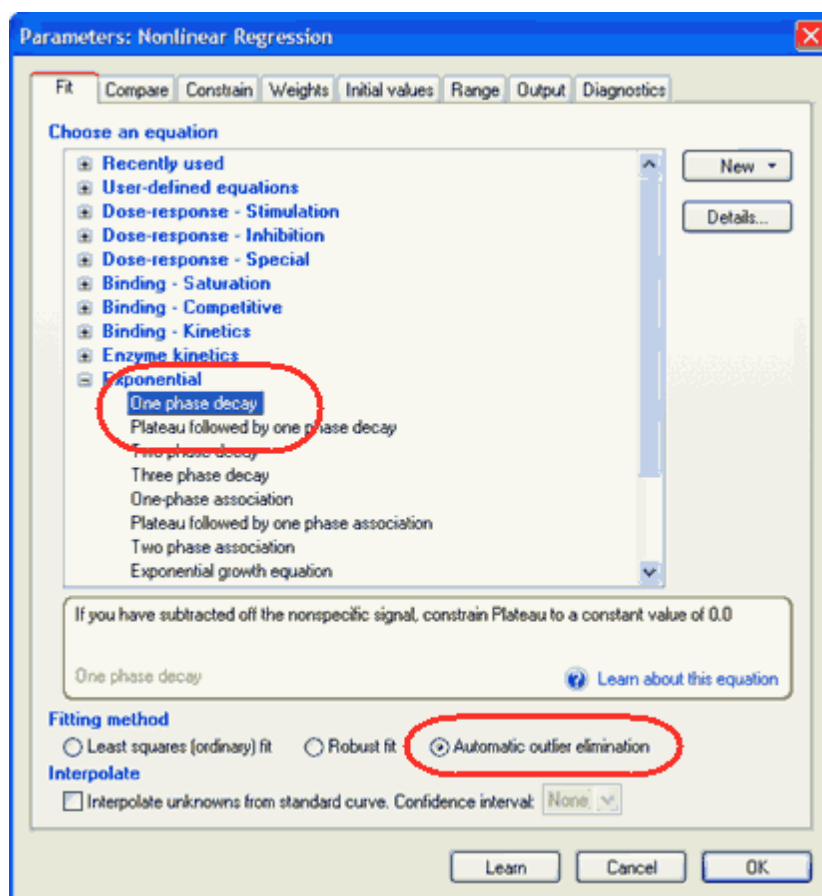 Parameters: Nonlinear Regression
Fit Compare Constrain Weights Initial values Range Output Diagnostics
Choose an equation
Recently used
New
User-defined equations
Dose-response - Stimulation
Details...
Dose-response - Inhibition
Dose-response - Special
Binding - Saturation
Binding - Competitive
Binding - Kinetics
Enzyme kinetics
Exponential
One phase decay
Plateau followed by one phase decay
Two phase decay
Three phase decay
One-phase association
Plateau followed by one phase association
Two phase association
Exponential growth equation
If you have subtracted off the nonspecific signal, constrain Plateau to a constant value of 0.0
One phase decay Learn about this equation
Fitting method
Least squares (ordinary) fit Robust fit Automatic outlier elimination
Interpolate
Interpolate unknowns from standard curve. Confidence interval: None
Learn Cancel OK